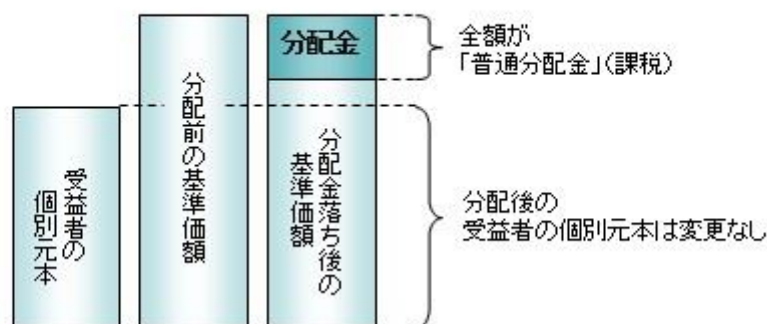 受益者の
個別元本
分配前の基準価額
分配金
分配金落ち後の
基準価額
全額が
「普通分配金」(課税)
分配後の
受益者の個別元本は変更なし